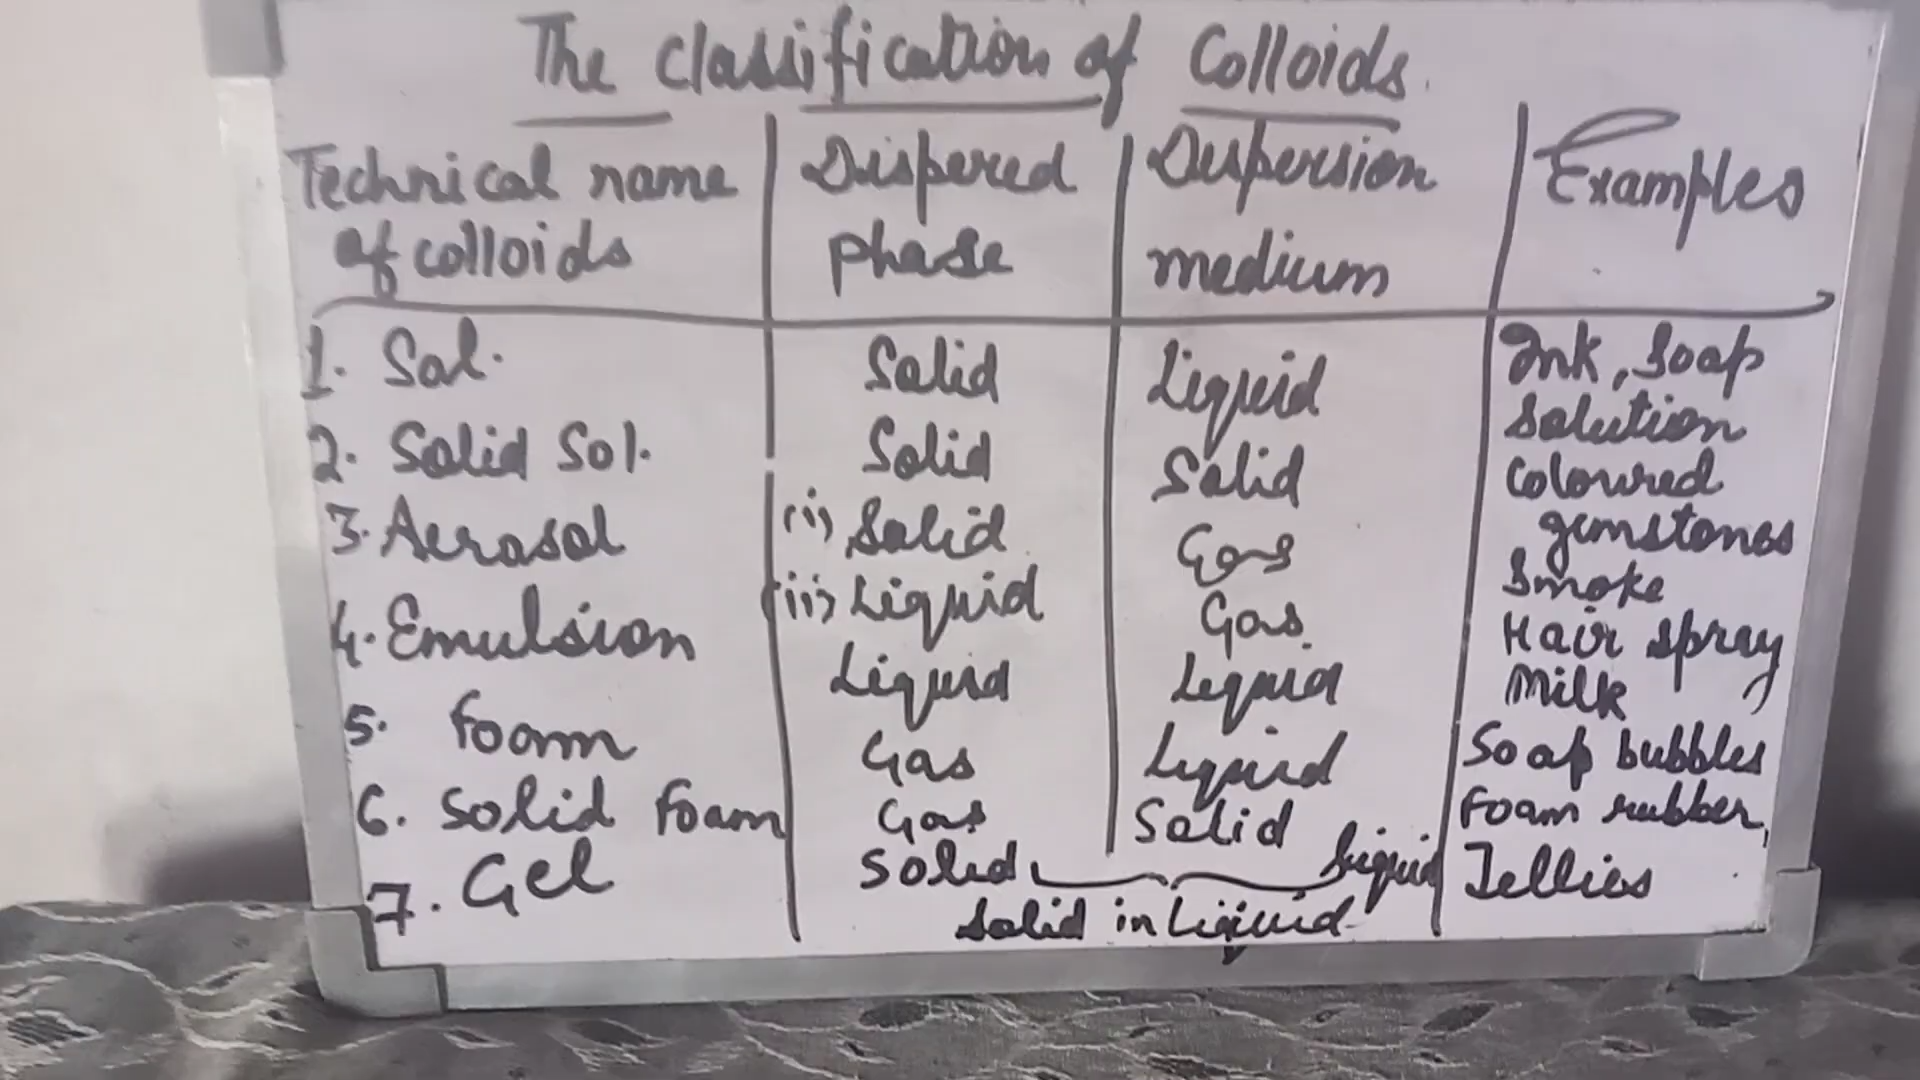 The classification of Colloids.
Technical name of colloids | Dispered phase | Dispersion medium | Examples
1. Sol. | Solid | Liquid | Ink, Soap solution
2. Solid Sol. | Solid | Solid | Coloured gemstones
3. Aerosol | (i) Solid | Gas | Smoke
(ii) Liquid | Gas | Hair spray
4. Emulsion | Liquid | Liquid | Milk
5. Foam | Gas | Liquid | Soap bubbles
6. Solid Foam | Gas | Solid | Foam rubber,
7. Gel | Solid | Liquid | Jellies
Solid in Liquid